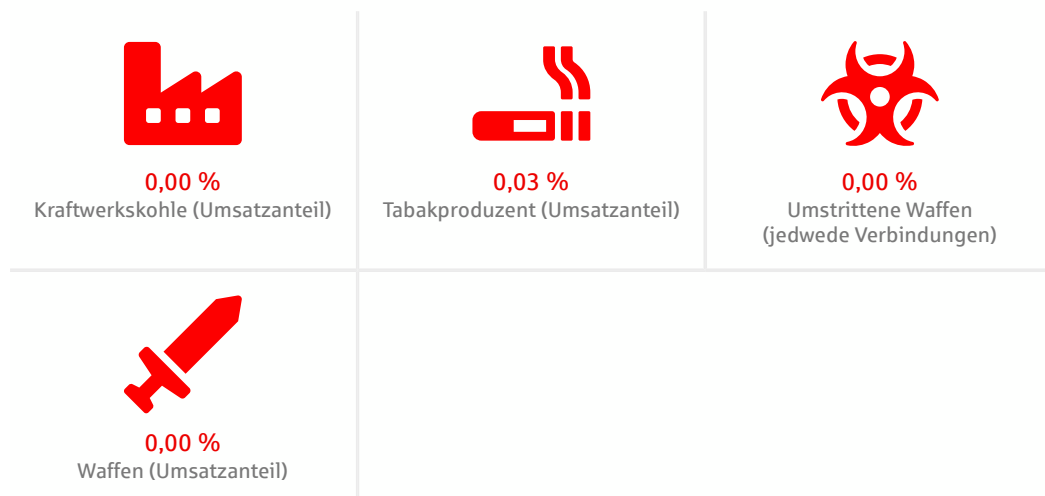 0,00 %
Kraftwerkskohle (Umsatzanteil)
0,03 %
Tabakproduzent (Umsatzanteil)
0,00 %
Umstrittene Waffen
(jedwede Verbindungen)
0,00 %
Waffen (Umsatzanteil)